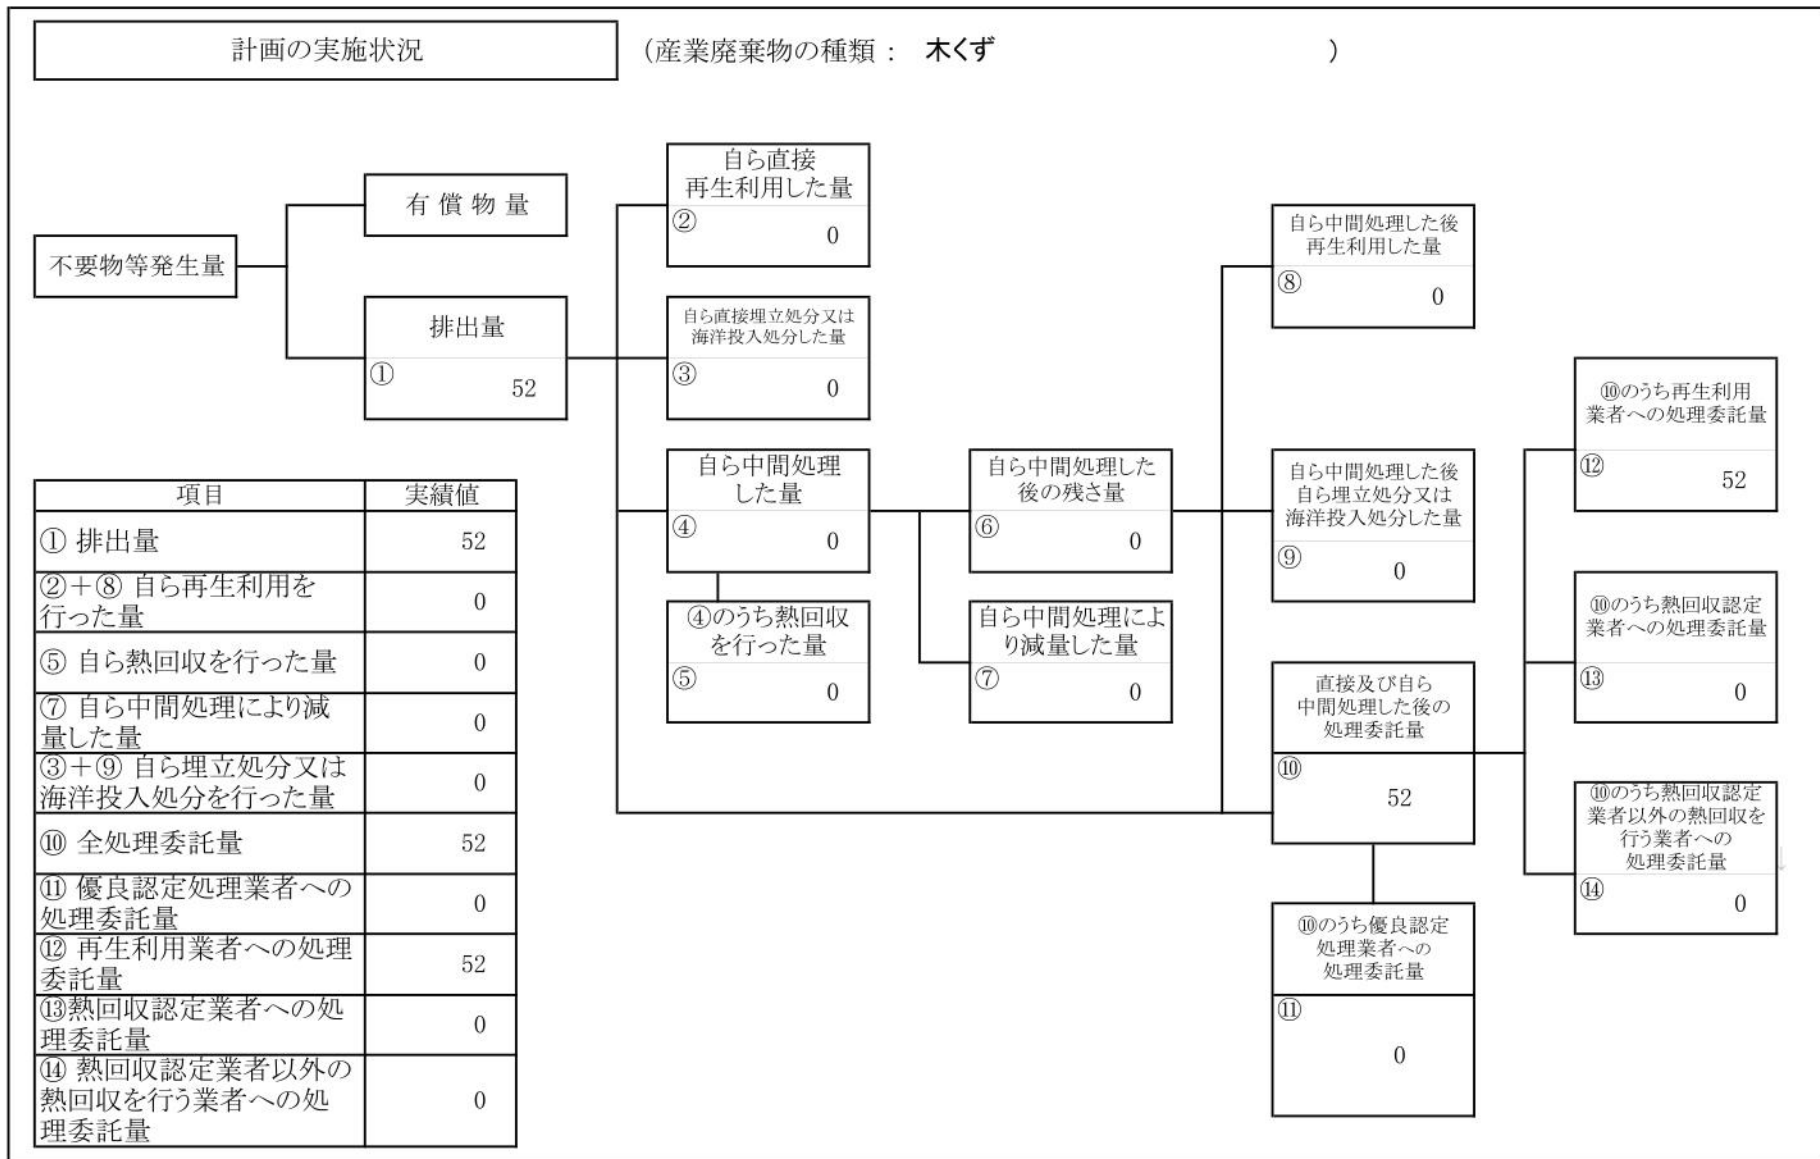 計画の実施状況
（産業廃棄物の種類： 木くず ）
不要物等発生量
有償物量
排出量
① 52
自ら直接
再生利用した量
② 0
自ら直接埋立処分又は
海洋投入処分した量
③ 0
自ら中間処理
した量
④ 0
④のうち熱回収
を行った量
⑤ 0
自ら中間処理した
後の残さ量
⑥ 0
自ら中間処理によ
り減量した量
⑦ 0
自ら中間処理した後
再生利用した量
⑧ 0
自ら中間処理した後
自ら埋立処分又は
海洋投入処分した量
⑨ 0
直接及び自ら
中間処理した後の
処理委託量
⑩ 52
⑩のうち優良認定
処理業者への
処理委託量
⑪ 0
⑩のうち再生利用
業者への処理委託量
⑫ 52
⑩のうち熱回収認定
業者への処理委託量
⑬ 0
⑩のうち熱回収認定
業者以外の熱回収を
行う業者への
処理委託量
⑭ 0
↓
項目 実績値
① 排出量 52
②＋⑧ 自ら再生利用を
行った量 0
⑤ 自ら熱回収を行った量 0
⑦ 自ら中間処理により減
量した量 0
③＋⑨ 自ら埋立処分又は
海洋投入処分を行った量 0
⑩ 全処理委託量 52
⑪ 優良認定処理業者への
処理委託量 0
⑫ 再生利用業者への処理
委託量 52
⑬熱回収認定業者への処
理委託量 0
⑭ 熱回収認定業者以外の
熱回収を行う業者への処
理委託量 0